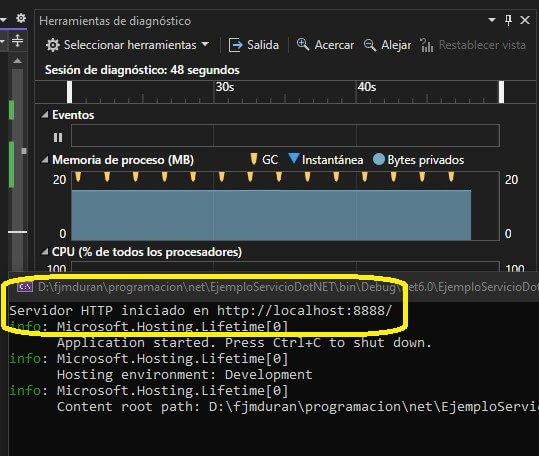 Herramientas de diagnóstico
Seleccionar herramientas Salida Acercar Alejar Restablecer vista
Sesión de diagnóstico: 48 segundos
30s 40s
Eventos
Memoria de proceso (MB) GC Instantánea Bytes privados
20 20
0 0
CPU (% de todos los procesadores)
C:\ D:\fjmduran\programacion\net\EjemploServicioDotNET\bin\Debug\net6.0\EjemploServicioDot
Servidor HTTP iniciado en http://localhost:8888/
info: Microsoft.Hosting.Lifetime[0]
Application started. Press Ctrl+C to shut down.
info: Microsoft.Hosting.Lifetime[0]
Hosting environment: Development
info: Microsoft.Hosting.Lifetime[0]
Content root path: D:\fjmduran\programacion\net\EjemploServi